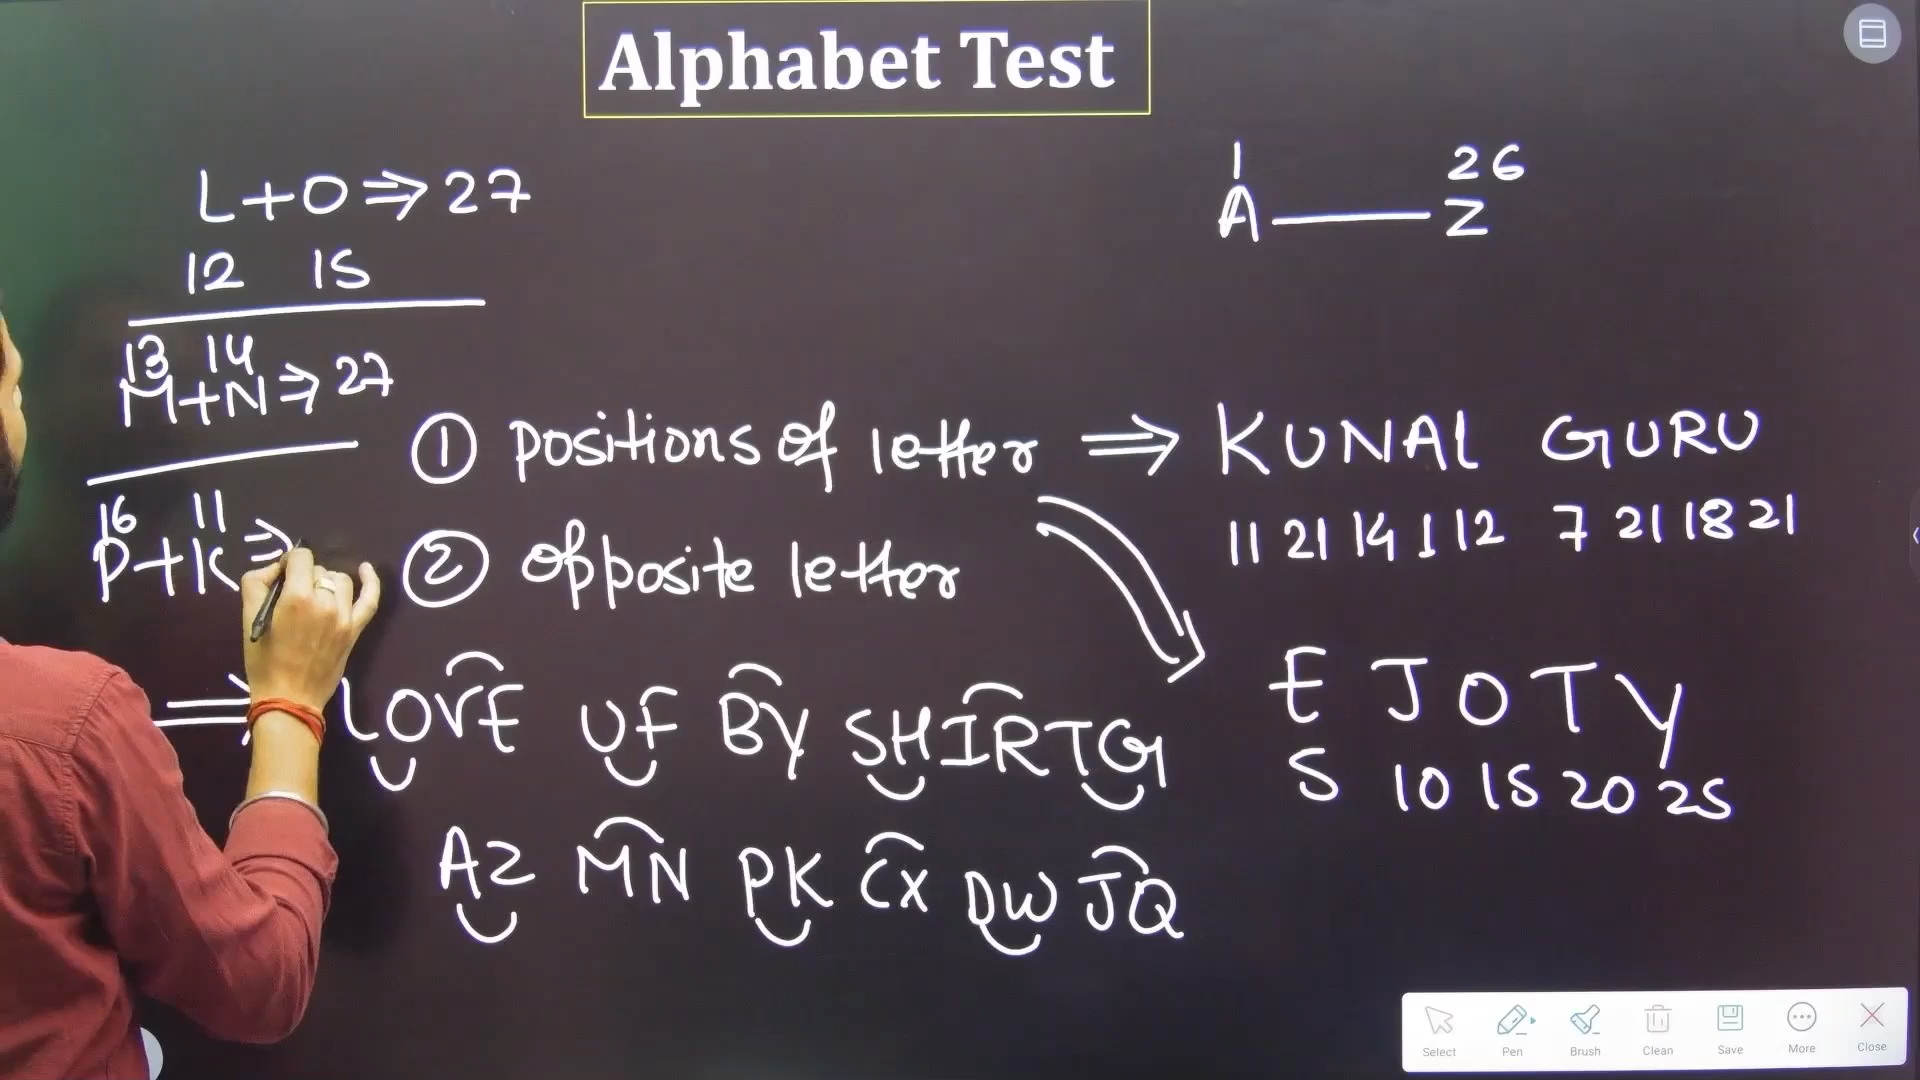 Alphabet Test
1 26
A — Z
L+O⇒27
12 15
13 14
M+N⇒27
16 11
P+K⇒
① positions of letter ⇒ KUNAL GURU
11 21 14 1 12 7 21 18 21
② opposite letter
⇒ LOVE UF BY SHIRTG
E J O T Y
5 10 15 20 25
AZ MN PK CX DW JQ
Select Pen Brush Clean Save More Close